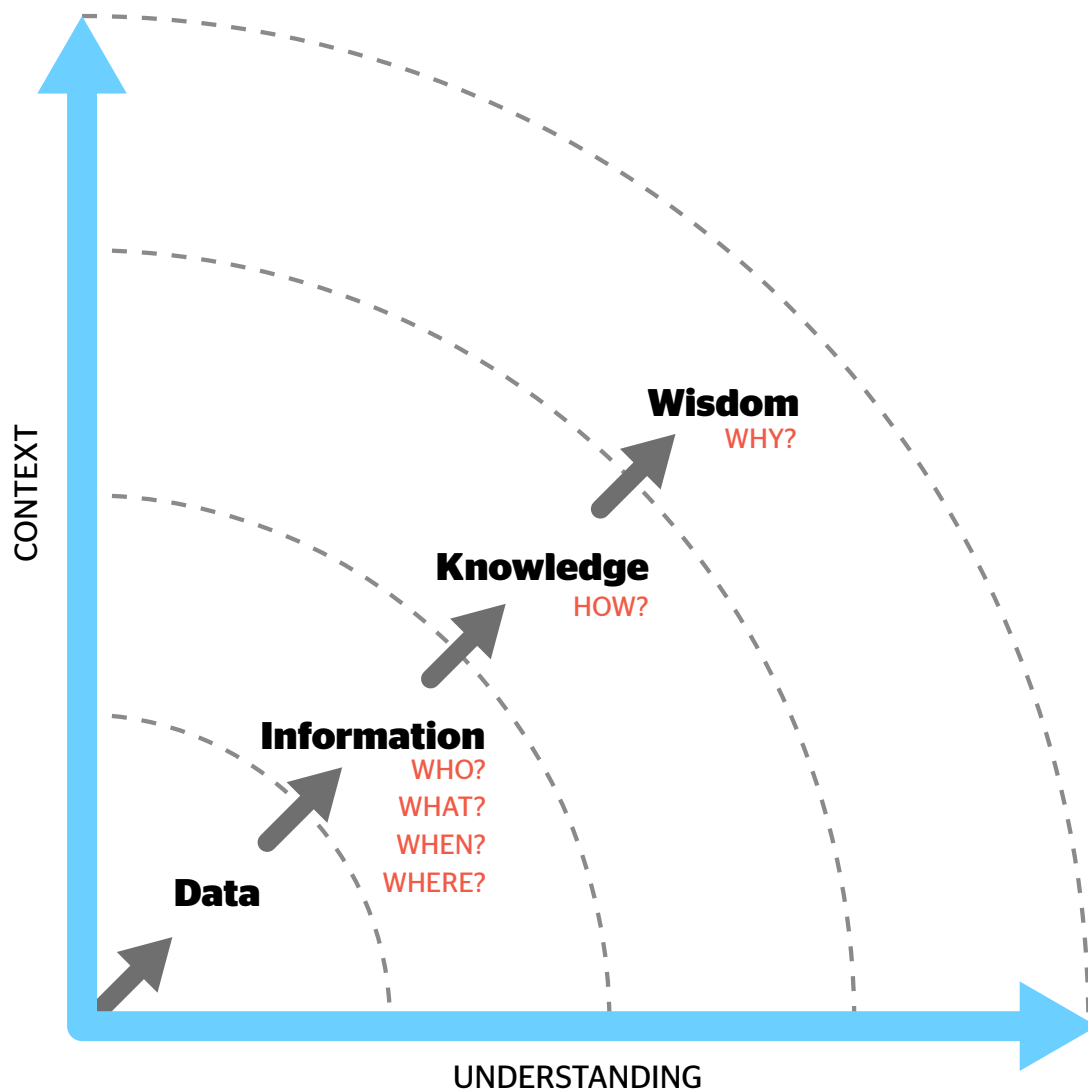 Wisdom
WHY?
CONTEXT
Knowledge
HOW?
Information
WHO?
WHAT?
WHEN?
WHERE?
Data
UNDERSTANDING